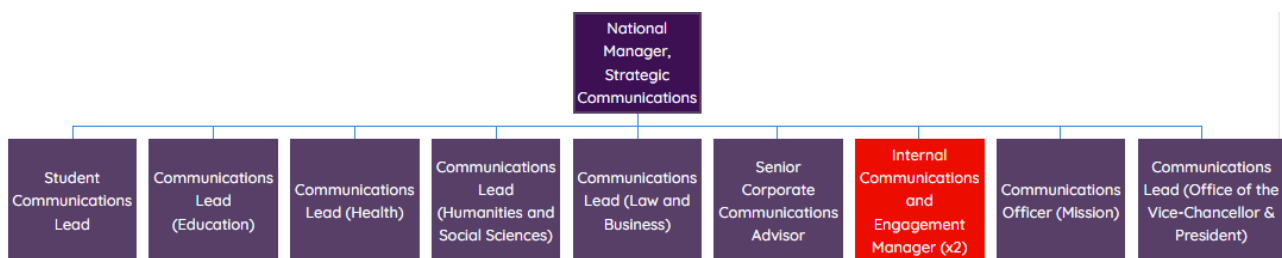 National
Manager,
Strategic
Communications
Student
Communications
Lead
Communications
Lead
(Education)
Communications
Lead (Health)
Communications
Lead
(Humanities and
Social Sciences)
Communications
Lead (Law and
Business)
Senior
Corporate
Communications
Advisor
Internal
Communications
and
Engagement
Manager (x2)
Communications
Officer (Mission)
Communications
Lead (Office of the
Vice-Chancellor &
President)